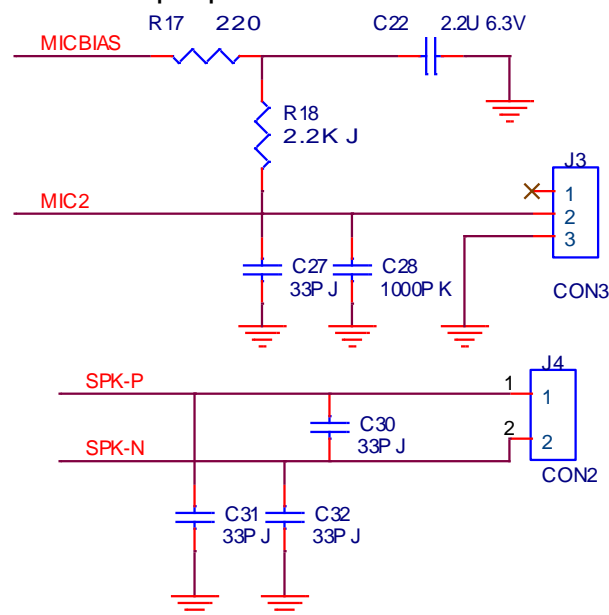 R17 220 C22 2.2U 6.3V
MICBIAS
R18
2.2K J
J3
MIC2
1
2
3
C27 C28
33P J 1000P K
CON3
J4
SPK-P
1 1
C30
33P J
2 2
SPK-N
CON2
C31 C32
33P J 33P J